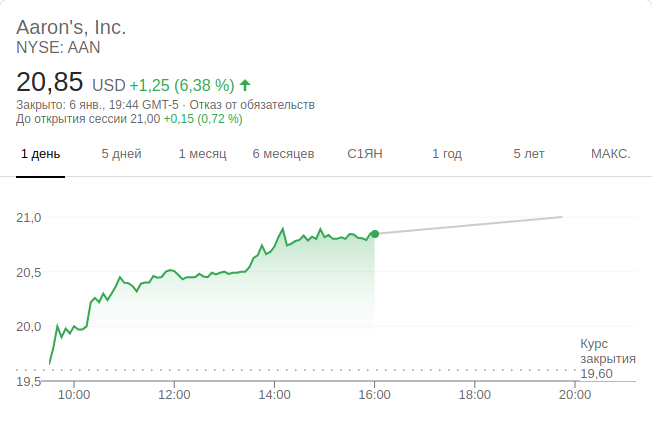 Aaron's, Inc.
NYSE: AAN
20,85 USD +1,25 (6,38 %) ↑
Закрыто: 6 янв., 19:44 GMT-5 · Отказ от обязательств
До открытия сессии 21,00 +0,15 (0,72 %)
1 день 5 дней 1 месяц 6 месяцев С1ЯН 1 год 5 лет МАКС.
21,0
20,5
20,0
Курс
закрытия
19,60
19,5
10:00 12:00 14:00 16:00 18:00 20:00